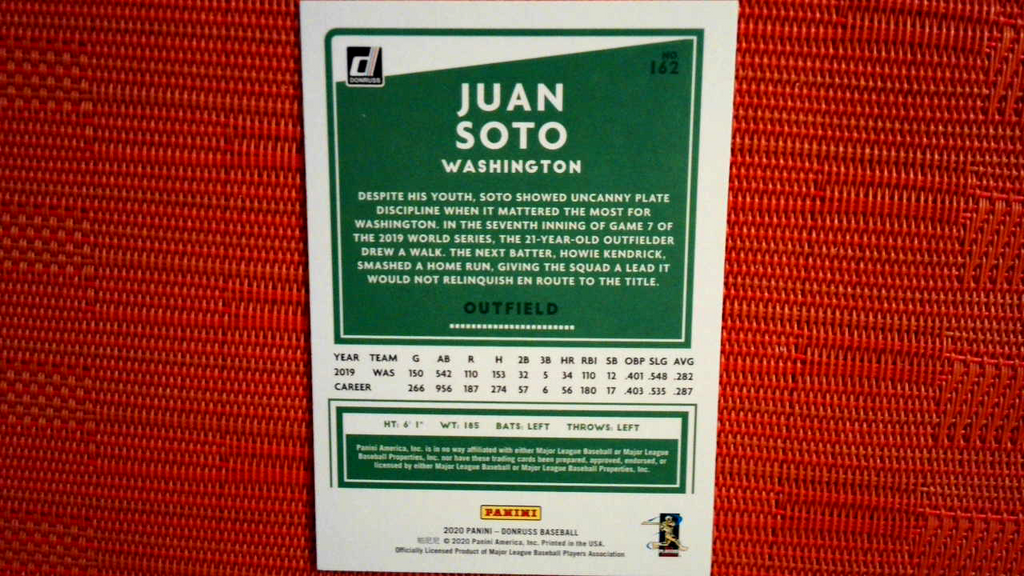 DONRUSS
NO.
162
JUAN
SOTO
WASHINGTON
DESPITE HIS YOUTH, SOTO SHOWED UNCANNY PLATE
DISCIPLINE WHEN IT MATTERED THE MOST FOR
WASHINGTON. IN THE SEVENTH INNING OF GAME 7 OF
THE 2019 WORLD SERIES, THE 21-YEAR-OLD OUTFIELDER
DREW A WALK. THE NEXT BATTER, HOWIE KENDRICK,
SMASHED A HOME RUN, GIVING THE SQUAD A LEAD IT
WOULD NOT RELINQUISH EN ROUTE TO THE TITLE.
OUTFIELD
YEAR TEAM G AB R H 2B 3B HR RBI SB OBP SLG AVG
2019 WAS 150 542 110 153 32 5 34 110 12 .401 .548 .282
CAREER 266 956 187 274 57 6 56 180 17 .403 .535 .287
HT: 6' 1" WT: 185 BATS: LEFT THROWS: LEFT
Panini America, Inc. is in no way affiliated with either Major League Baseball or Major League
Baseball Properties, Inc. nor have these trading cards been prepared, approved, endorsed, or
licensed by either Major League Baseball or Major League Baseball Properties, Inc.
PANINI
2020 PANINI – DONRUSS BASEBALL
帕尼尼 © 2020 Panini America, Inc. Printed in the USA.
Officially Licensed Product of Major League Baseball Players Association